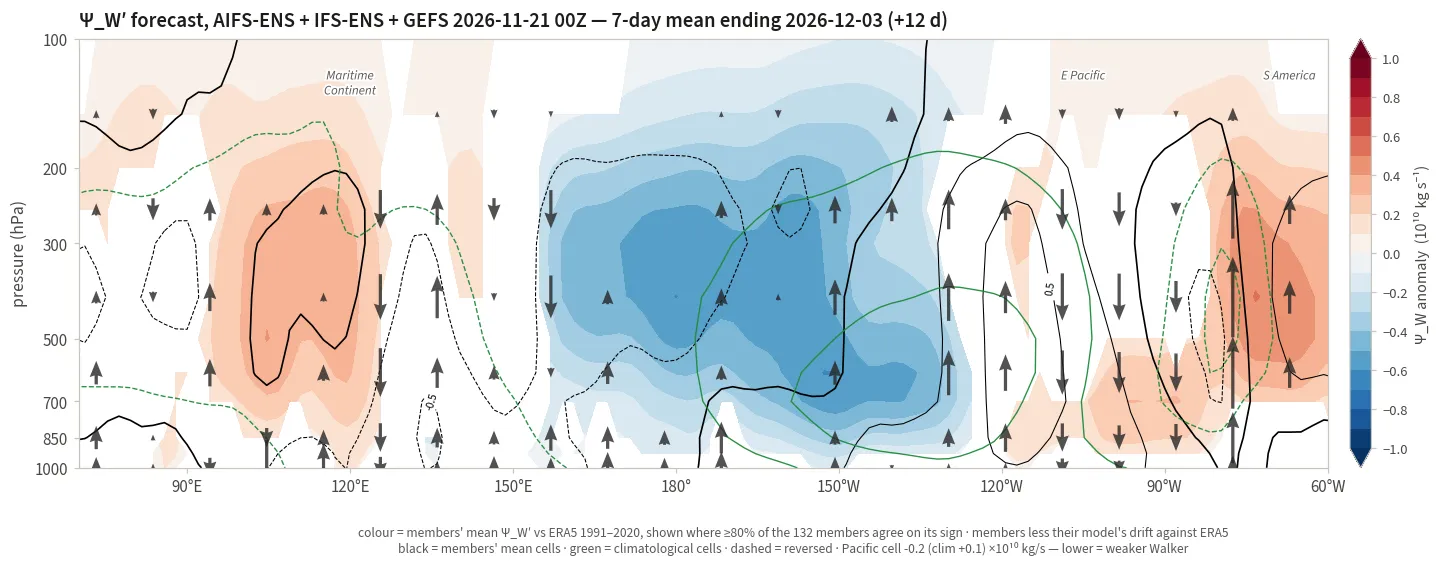 Ψ_W′ forecast, AIFS-ENS + IFS-ENS + GEFS 2026-11-21 00Z — 7-day mean ending 2026-12-03 (+12 d)
100
200
300
400
500
700
850
1000
pressure (hPa)
Maritime
Continent
E Pacific
S America
0.5
-0.5
90°E
120°E
150°E
180°
150°W
120°W
90°W
60°W
1.0
0.8
0.6
0.4
0.2
0.0
−0.2
−0.4
−0.6
−0.8
−1.0
Ψ_W anomaly (10¹⁰ kg s⁻¹)
colour = members' mean Ψ_W′ vs ERA5 1991–2020, shown where ≥80% of the 132 members agree on its sign · members less their model's drift against ERA5
black = members' mean cells · green = climatological cells · dashed = reversed · Pacific cell -0.2 (clim +0.1) ×10¹⁰ kg/s — lower = weaker Walker